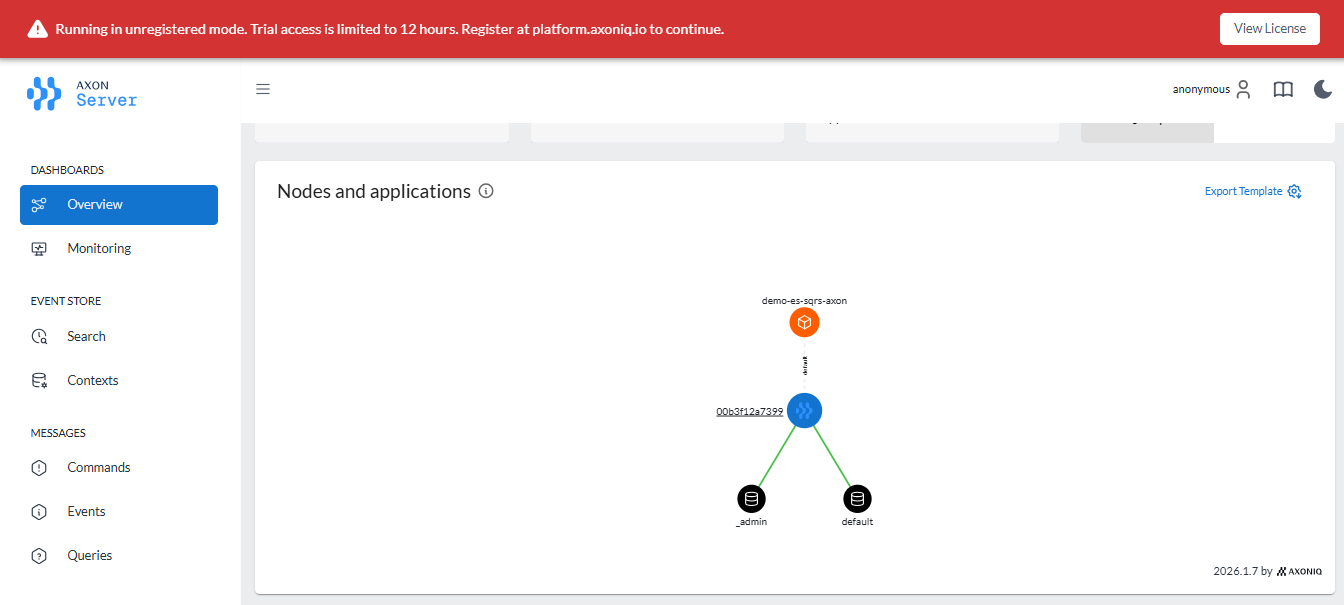 Running in unregistered mode. Trial access is limited to 12 hours. Register at platform.axoniq.io to continue.
View License
AXON
Server
anonymous
DASHBOARDS
Overview
Monitoring
EVENT STORE
Search
Contexts
MESSAGES
Commands
Events
Queries
Nodes and applications
Export Template
demo-es-sqrs-axon
default
00b3f12a7399
_admin
default
2026.1.7 by AXONIQ